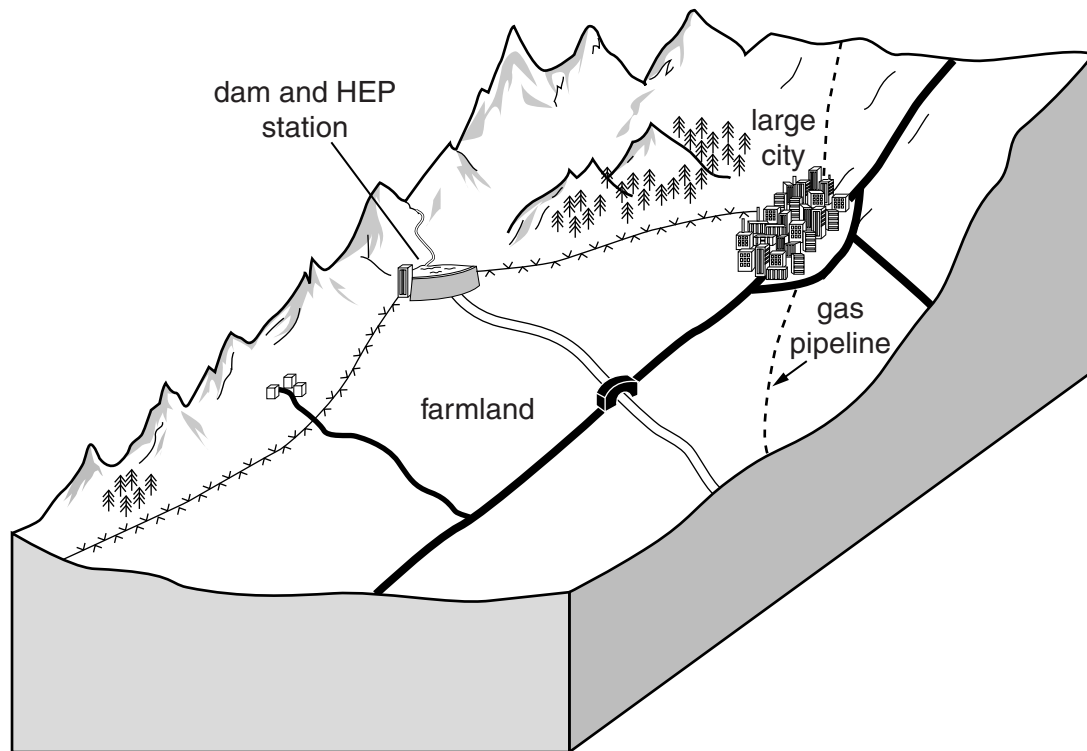 dam and HEP
station
large
city
gas
pipeline
farmland